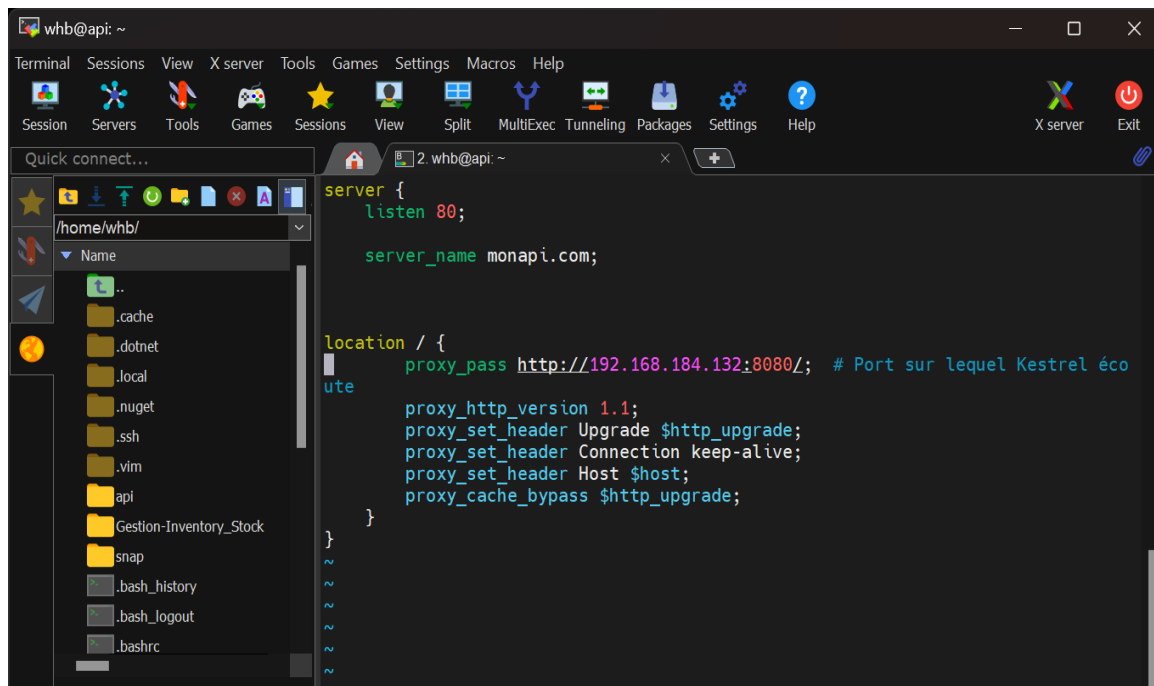 whb@api: ~
Terminal Sessions View X server Tools Games Settings Macros Help
Session Servers Tools Games Sessions View Split MultiExec Tunneling Packages Settings Help X server Exit
Quick connect...
2. whb@api: ~
/home/whb/
Name
..
.cache
.dotnet
.local
.nuget
.ssh
.vim
api
Gestion-Inventory_Stock
snap
.bash_history
.bash_logout
.bashrc
server {
    listen 80;
    server_name monapi.com;
location / {
        proxy_pass http://192.168.184.132:8080/;  # Port sur lequel Kestrel éco
ute
        proxy_http_version 1.1;
        proxy_set_header Upgrade $http_upgrade;
        proxy_set_header Connection keep-alive;
        proxy_set_header Host $host;
        proxy_cache_bypass $http_upgrade;
    }
}
~
~
~
~
~
~